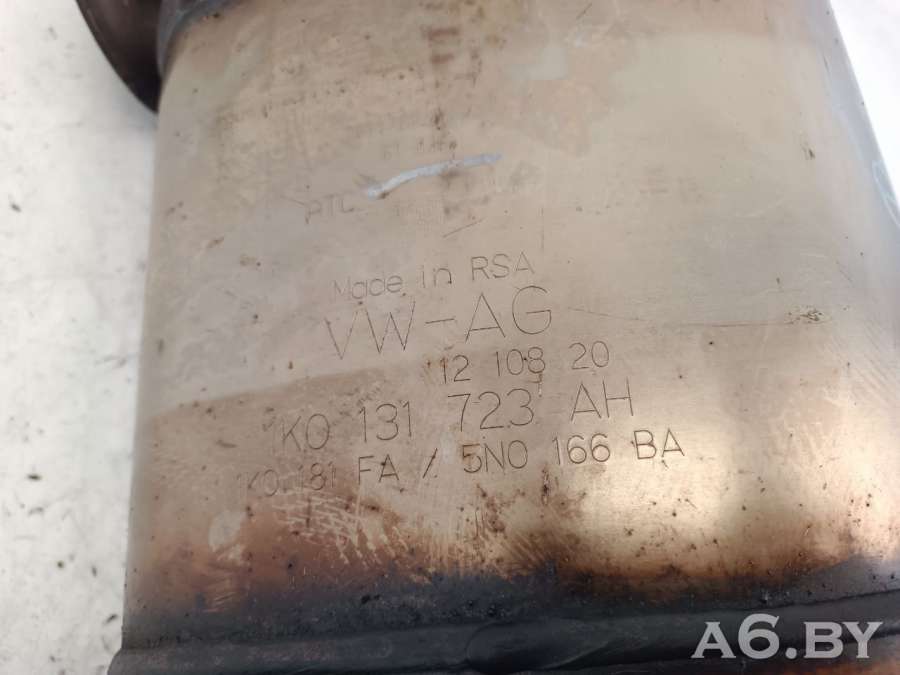 ATL
Made in RSA
VW-AG
12 108 20
1K0 131 723 AH
1K0 181 FA / 5N0 166 BA
A6.BY